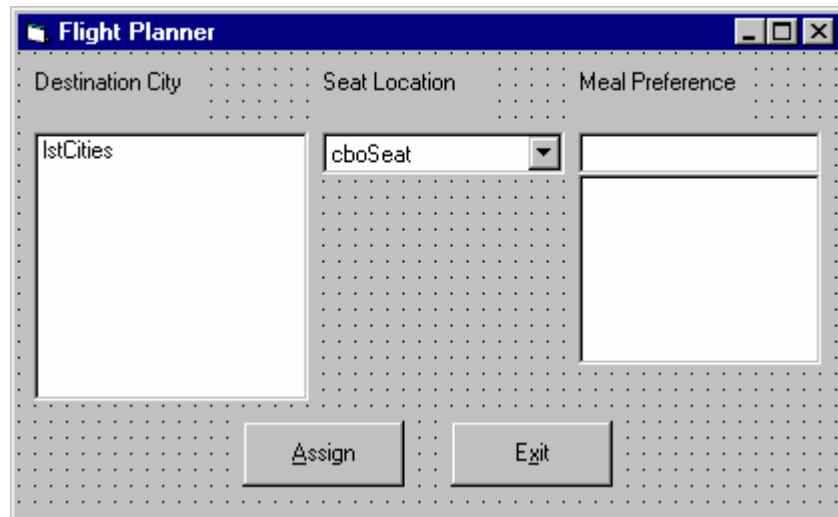 Flight Planner
Destination City
Seat Location
Meal Preference
lstCities
cboSeat
Assign
Exit